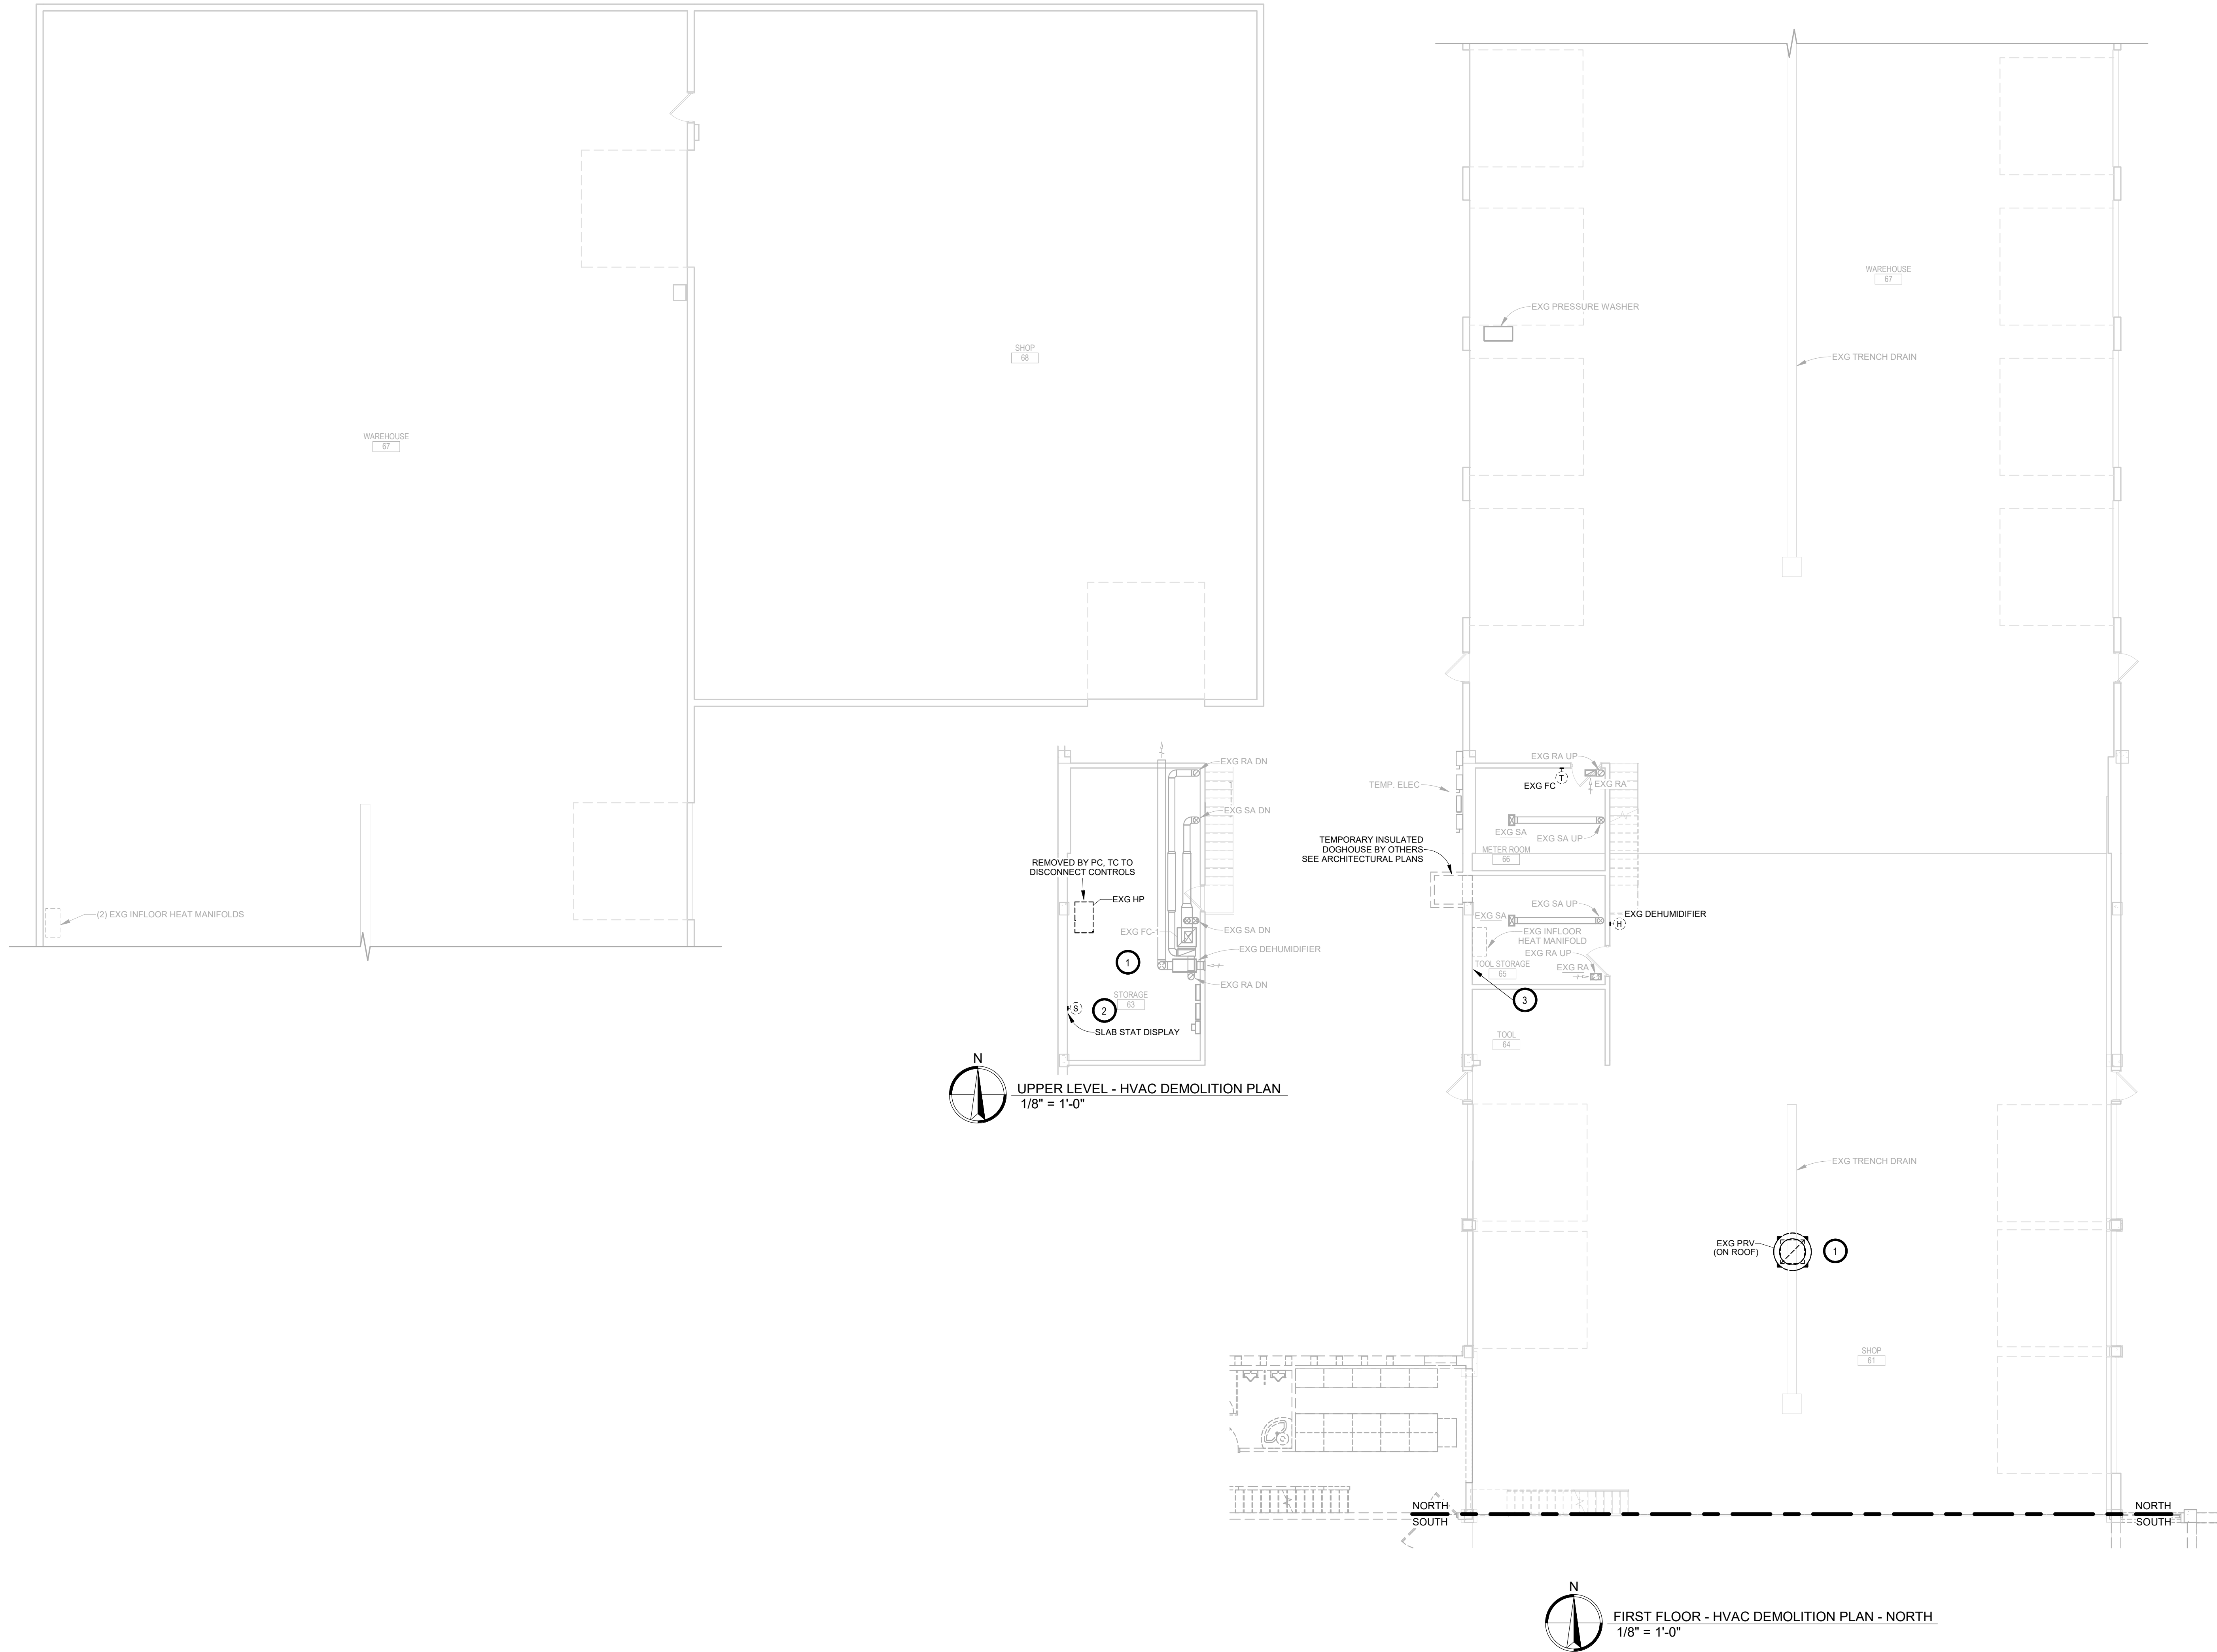 WAREHOUSE
67
SHOP
68
WAREHOUSE
67
(2) EXG INFLOOR HEAT MANIFOLDS
EXG PRESSURE WASHER
EXG TRENCH DRAIN
EXG RA DN
EXG SA DN
REMOVED BY PC, TC TO
DISCONNECT CONTROLS
EXG HP
EXG FC-1
EXG SA DN
EXG DEHUMIDIFIER
1
EXG RA DN
STORAGE
63
S
2
SLAB STAT DISPLAY
N
UPPER LEVEL - HVAC DEMOLITION PLAN
1/8" = 1'-0"
EXG RA UP
T
EXG FC
EXG RA
TEMP. ELEC
EXG SA
EXG SA UP
TEMPORARY INSULATED
DOGHOUSE BY OTHERS
SEE ARCHITECTURAL PLANS
METER ROOM
66
EXG SA UP
EXG SA
EXG DEHUMIDIFIER
H
EXG INFLOOR
HEAT MANIFOLD
EXG RA UP
TOOL STORAGE
65
EXG RA
3
TOOL
64
EXG TRENCH DRAIN
EXG PRV
(ON ROOF)
1
SHOP
61
NORTH
SOUTH
NORTH
SOUTH
N
FIRST FLOOR - HVAC DEMOLITION PLAN - NORTH
1/8" = 1'-0"